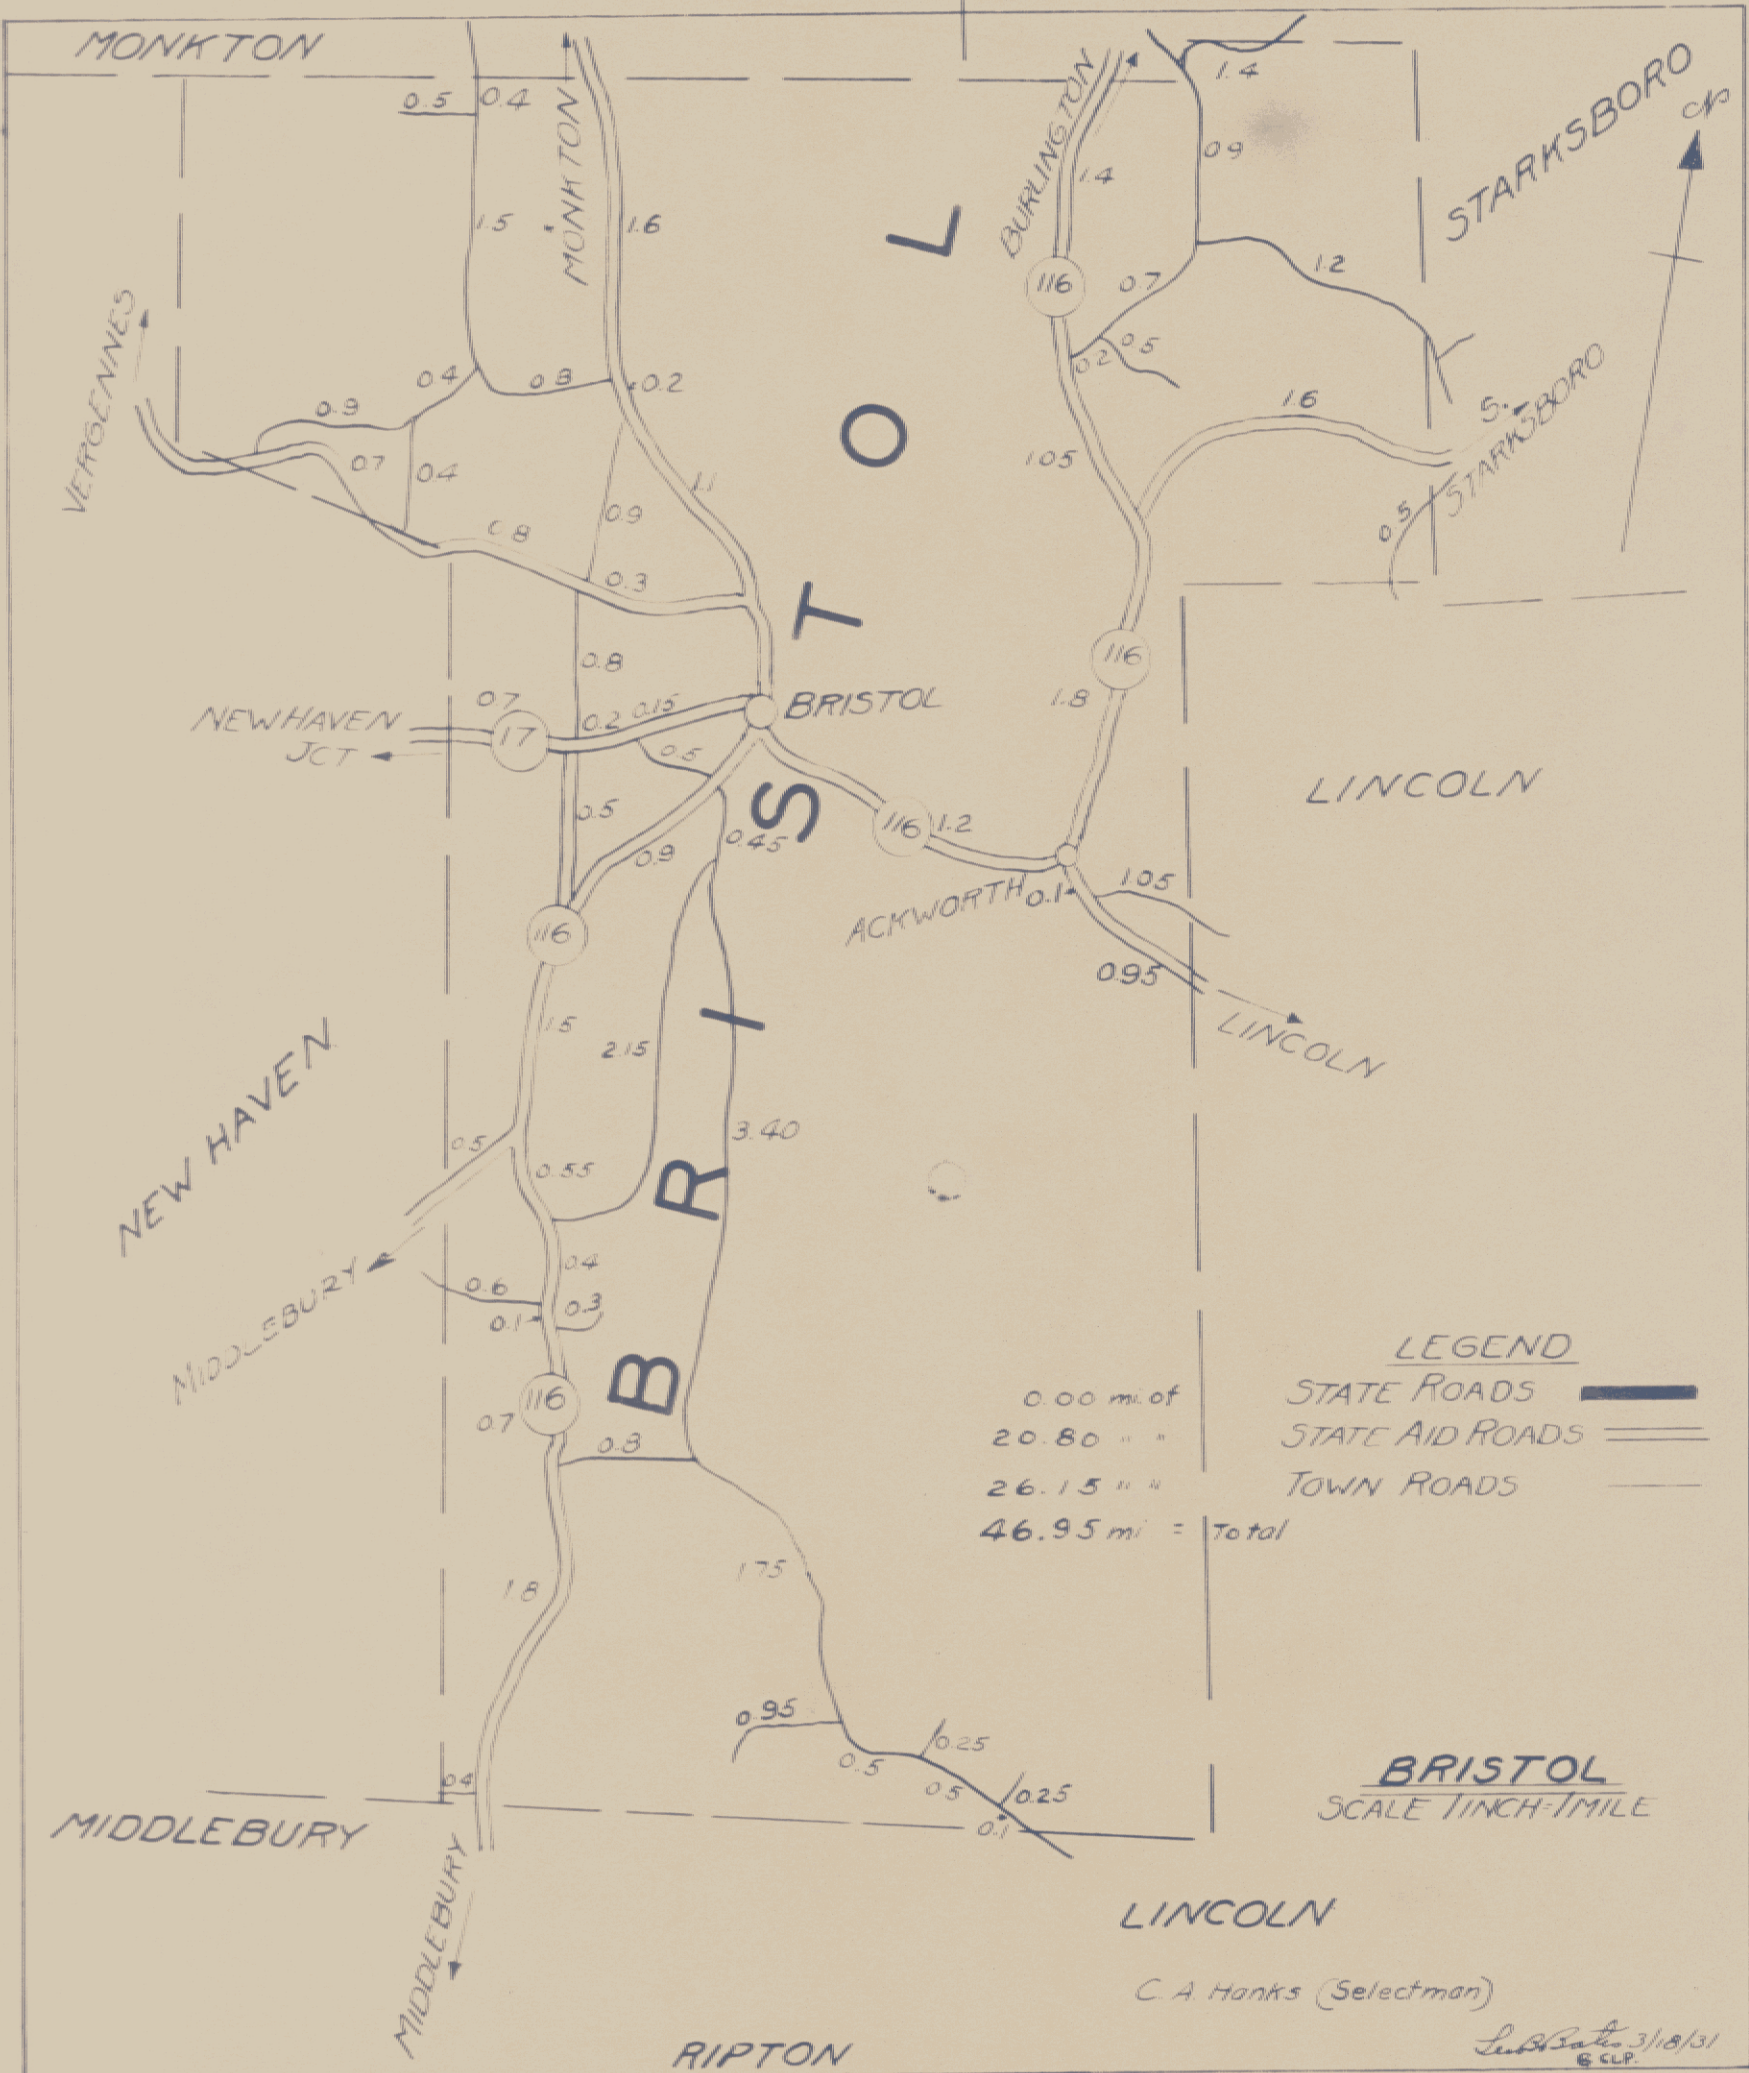 MONKTON
1.4
0.5
0.4
MONKTON
BURLINGTON
STARKSBORO
N
0.9
1.4
1.5
1.6
L
116
0.7
1.2
VERGENNES
0.2
0.5
0.4
0.8
0.2
0.9
O
1.6
S. STARKSBORO
0.7
0.4
1.05
1.1
0.9
0.8
0.5
0.3
T
0.8
116
1.8
0.7
NEW HAVEN
JCT
17
0.2
0.15
BRISTOL
0.5
LINCOLN
S
0.5
116
1.2
0.45
0.9
1.05
ACKWORTH
0.1
116
0.95
LINCOLN
I
1.5
2.15
NEW HAVEN
3.40
0.5
0.55
R
MIDDLEBURY
0.4
0.6
0.3
0.1
B
116
0.7
0.8
LEGEND
0.00 mi. of STATE ROADS
20.80 " " STATE AID ROADS
26.15 " " TOWN ROADS
46.95 mi = Total
1.75
1.8
0.95
0.25
0.5
0.5
0.25
0.1
0.4
BRISTOL
SCALE 1 INCH=1 MILE
MIDDLEBURY
MIDDLEBURY
LINCOLN
C. A. Hanks (Selectman)
3/18/31
RIPTON